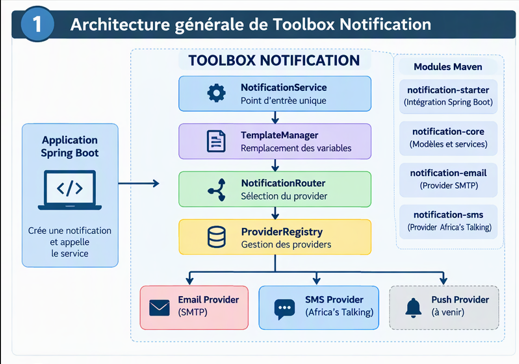 1 Architecture générale de Toolbox Notification
TOOLBOX NOTIFICATION
NotificationService
Point d'entrée unique
TemplateManager
Remplacement des variables
NotificationRouter
Sélection du provider
ProviderRegistry
Gestion des providers
Application
Spring Boot
</>
Crée une notification
et appelle
le service
Email Provider
(SMTP)
SMS Provider
(Africa's Talking)
Push Provider
(à venir)
Modules Maven
notification-starter
(Intégration Spring Boot)
notification-core
(Modèles et services)
notification-email
(Provider SMTP)
notification-sms
(Provider Africa's Talking)